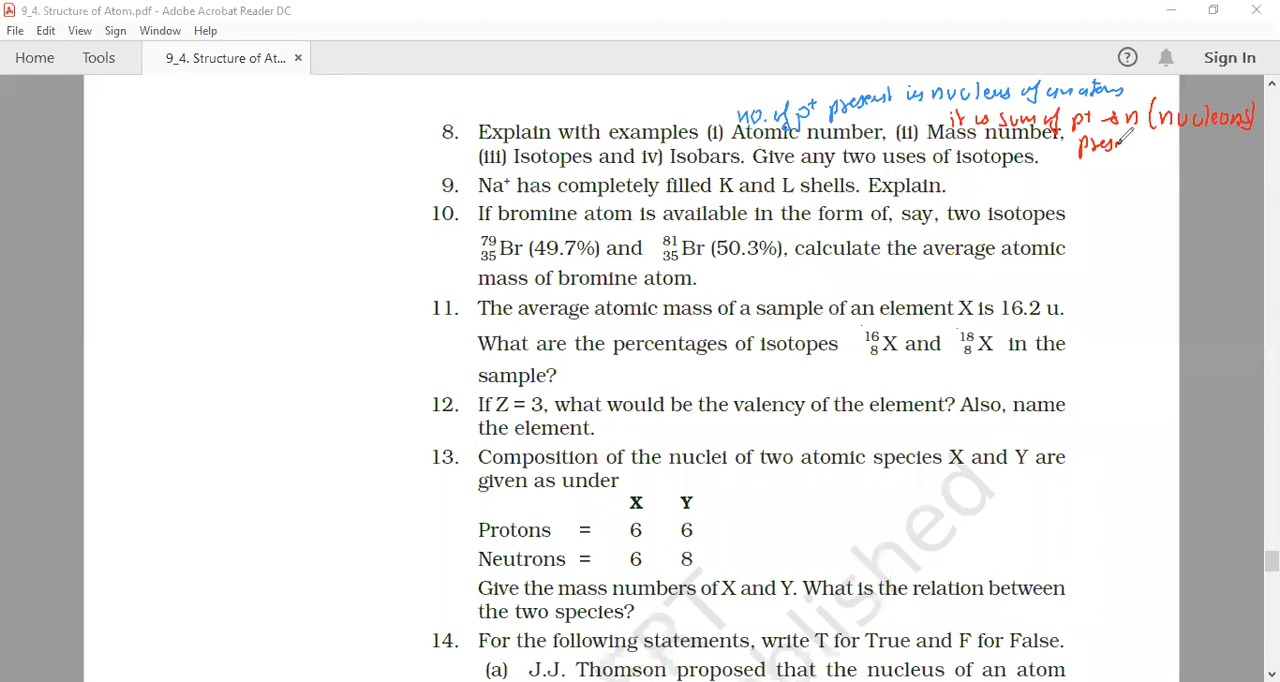 9_4. Structure of Atom.pdf - Adobe Acrobat Reader DC
File Edit View Sign Window Help
Home Tools 9_4. Structure of At... × Sign In
no. of p+ present is nucleus of an atom
it is sum of p+ & n (nucleons)
pres
8. Explain with examples (i) Atomic number, (ii) Mass number,
(iii) Isotopes and iv) Isobars. Give any two uses of isotopes.
9. Na⁺ has completely filled K and L shells. Explain.
10. If bromine atom is available in the form of, say, two isotopes
⁷⁹₃₅Br (49.7%) and ⁸¹₃₅Br (50.3%), calculate the average atomic
mass of bromine atom.
11. The average atomic mass of a sample of an element X is 16.2 u.
What are the percentages of isotopes ¹⁶₈X and ¹⁸₈X in the
sample?
12. If Z = 3, what would be the valency of the element? Also, name
the element.
13. Composition of the nuclei of two atomic species X and Y are
given as under
X Y
Protons = 6 6
Neutrons = 6 8
Give the mass numbers of X and Y. What is the relation between
the two species?
14. For the following statements, write T for True and F for False.
(a) J.J. Thomson proposed that the nucleus of an atom